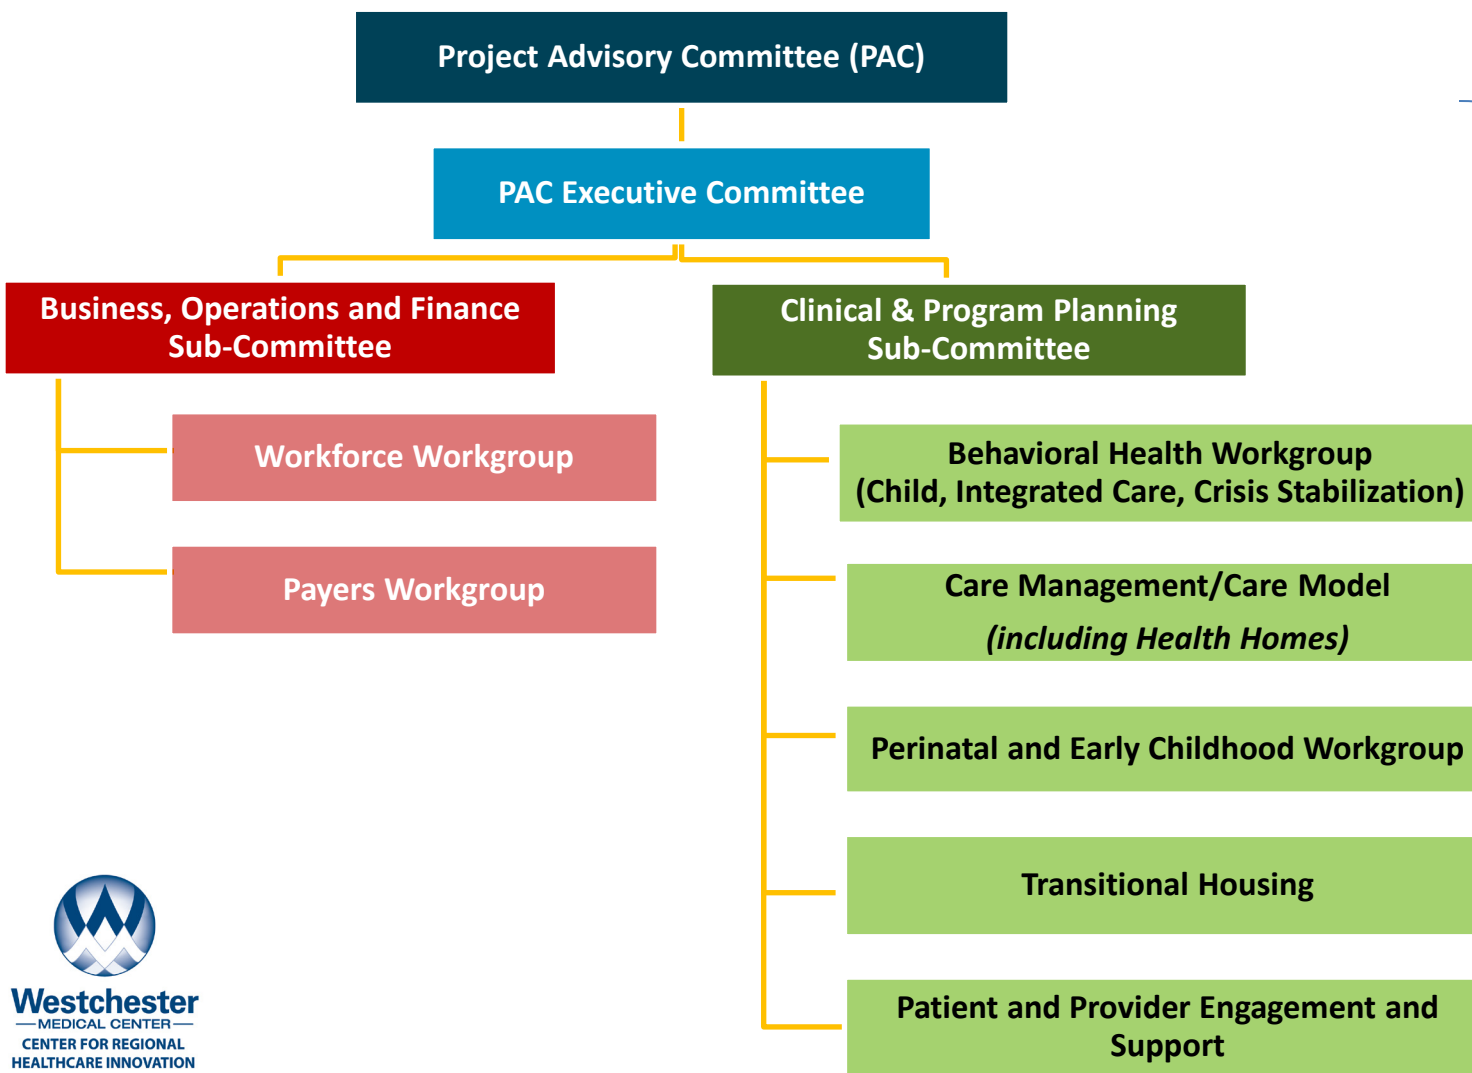 Project Advisory Committee (PAC)
PAC Executive Committee
Business, Operations and Finance
Sub-Committee
Workforce Workgroup
Payers Workgroup
Clinical & Program Planning
Sub-Committee
Behavioral Health Workgroup
(Child, Integrated Care, Crisis Stabilization)
Care Management/Care Model
(including Health Homes)
Perinatal and Early Childhood Workgroup
Transitional Housing
Patient and Provider Engagement and
Support
Westchester
MEDICAL CENTER
CENTER FOR REGIONAL
HEALTHCARE INNOVATION